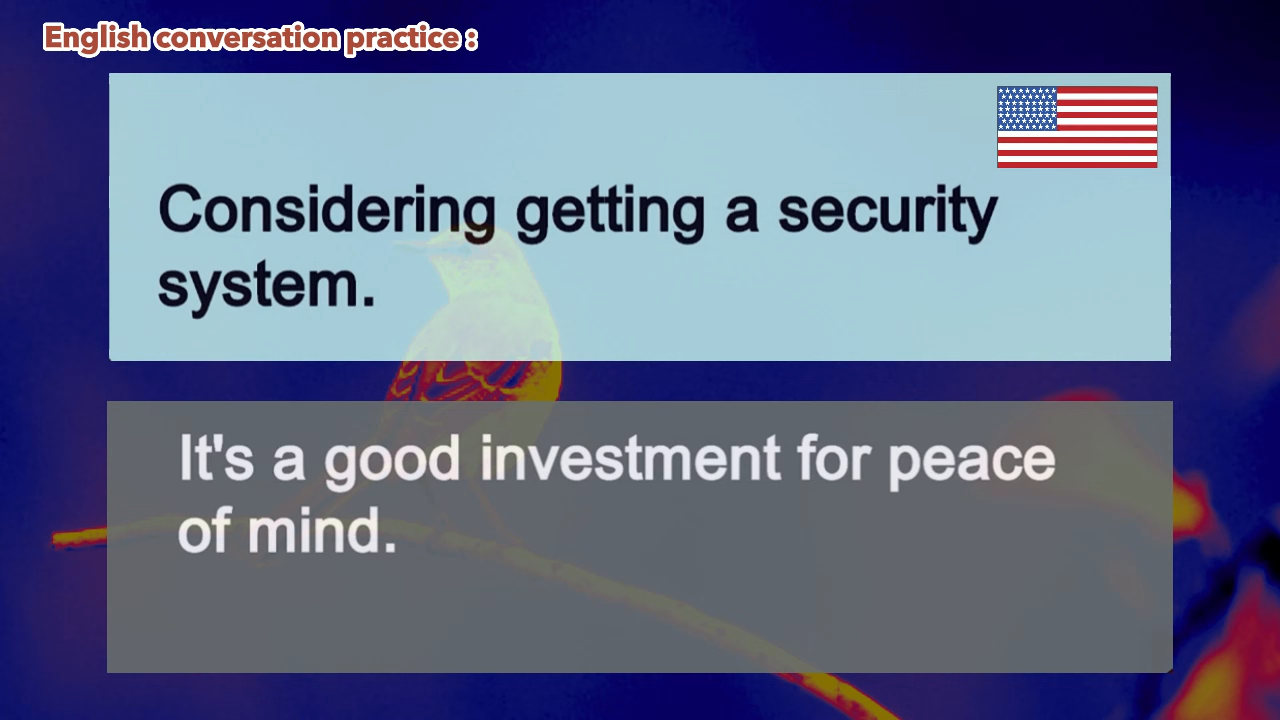 English conversation practice :
Considering getting a security
system.
It's a good investment for peace
of mind.